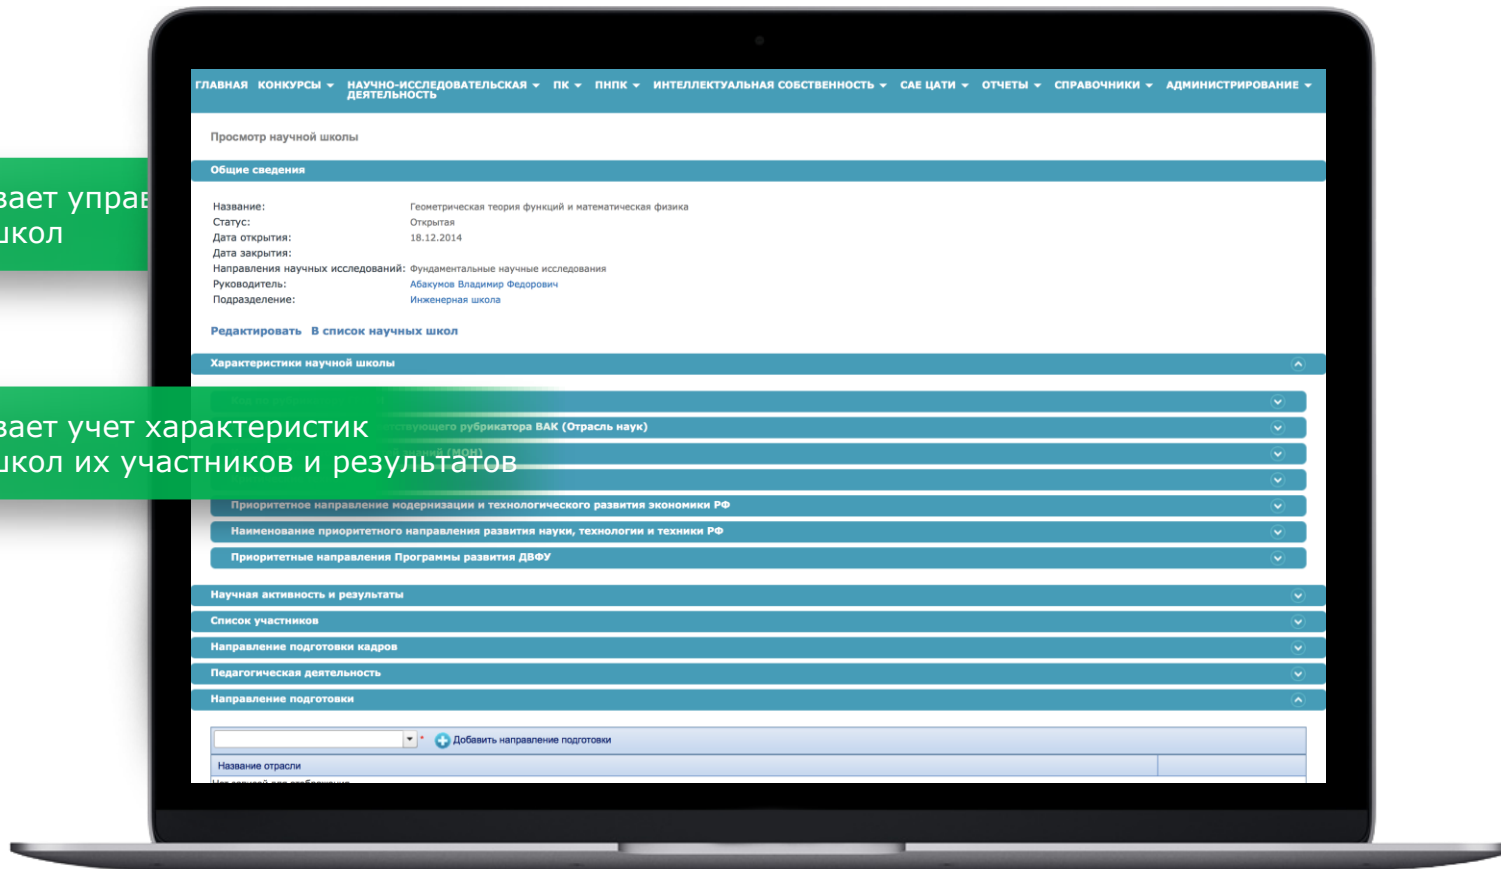 ГЛАВНАЯ КОНКУРСЫ НАУЧНО-ИССЛЕДОВАТЕЛЬСКАЯ ДЕЯТЕЛЬНОСТЬ ПК ПНПК ИНТЕЛЛЕКТУАЛЬНАЯ СОБСТВЕННОСТЬ САЕ ЦАТИ ОТЧЕТЫ СПРАВОЧНИКИ АДМИНИСТРИРОВАНИЕ
Просмотр научной школы
Общие сведения
Название: Геометрическая теория функций и математическая физика
Статус: Открытая
Дата открытия: 18.12.2014
Дата закрытия:
Направления научных исследований: Фундаментальные научные исследования
Руководитель: Абакумов Владимир Федорович
Подразделение: Инженерная школа
Редактировать В список научных школ
Характеристики научной школы
вает учет характеристик
школ их участников и результатов
рубрикатора ВАК (Отрасль наук)
(МОН)
Приоритетное направление модернизации и технологического развития экономики РФ
Наименование приоритетного направления развития науки, технологии и техники РФ
Приоритетные направления Программы развития ДВФУ
Научная активность и результаты
Список участников
Направление подготовки кадров
Педагогическая деятельность
Направление подготовки
* Добавить направление подготовки
Название отрасли
вает управ
школ